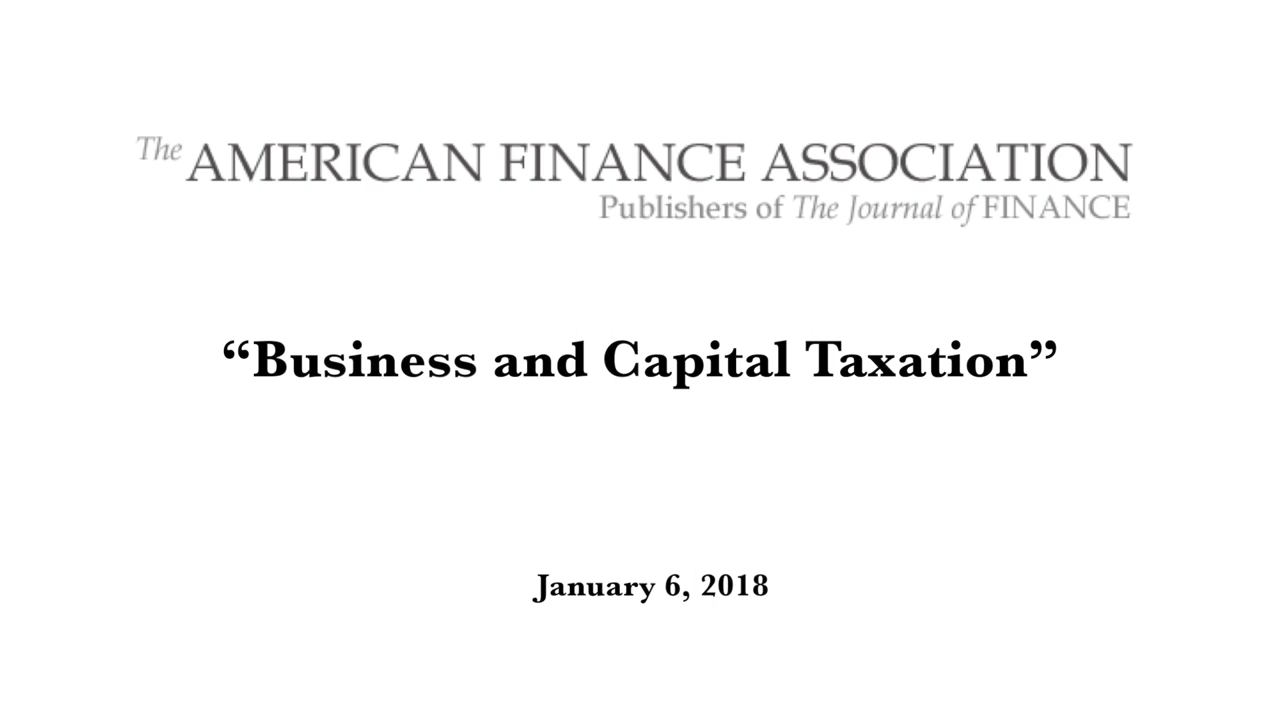 The AMERICAN FINANCE ASSOCIATION
Publishers of The Journal of FINANCE
“Business and Capital Taxation”
January 6, 2018